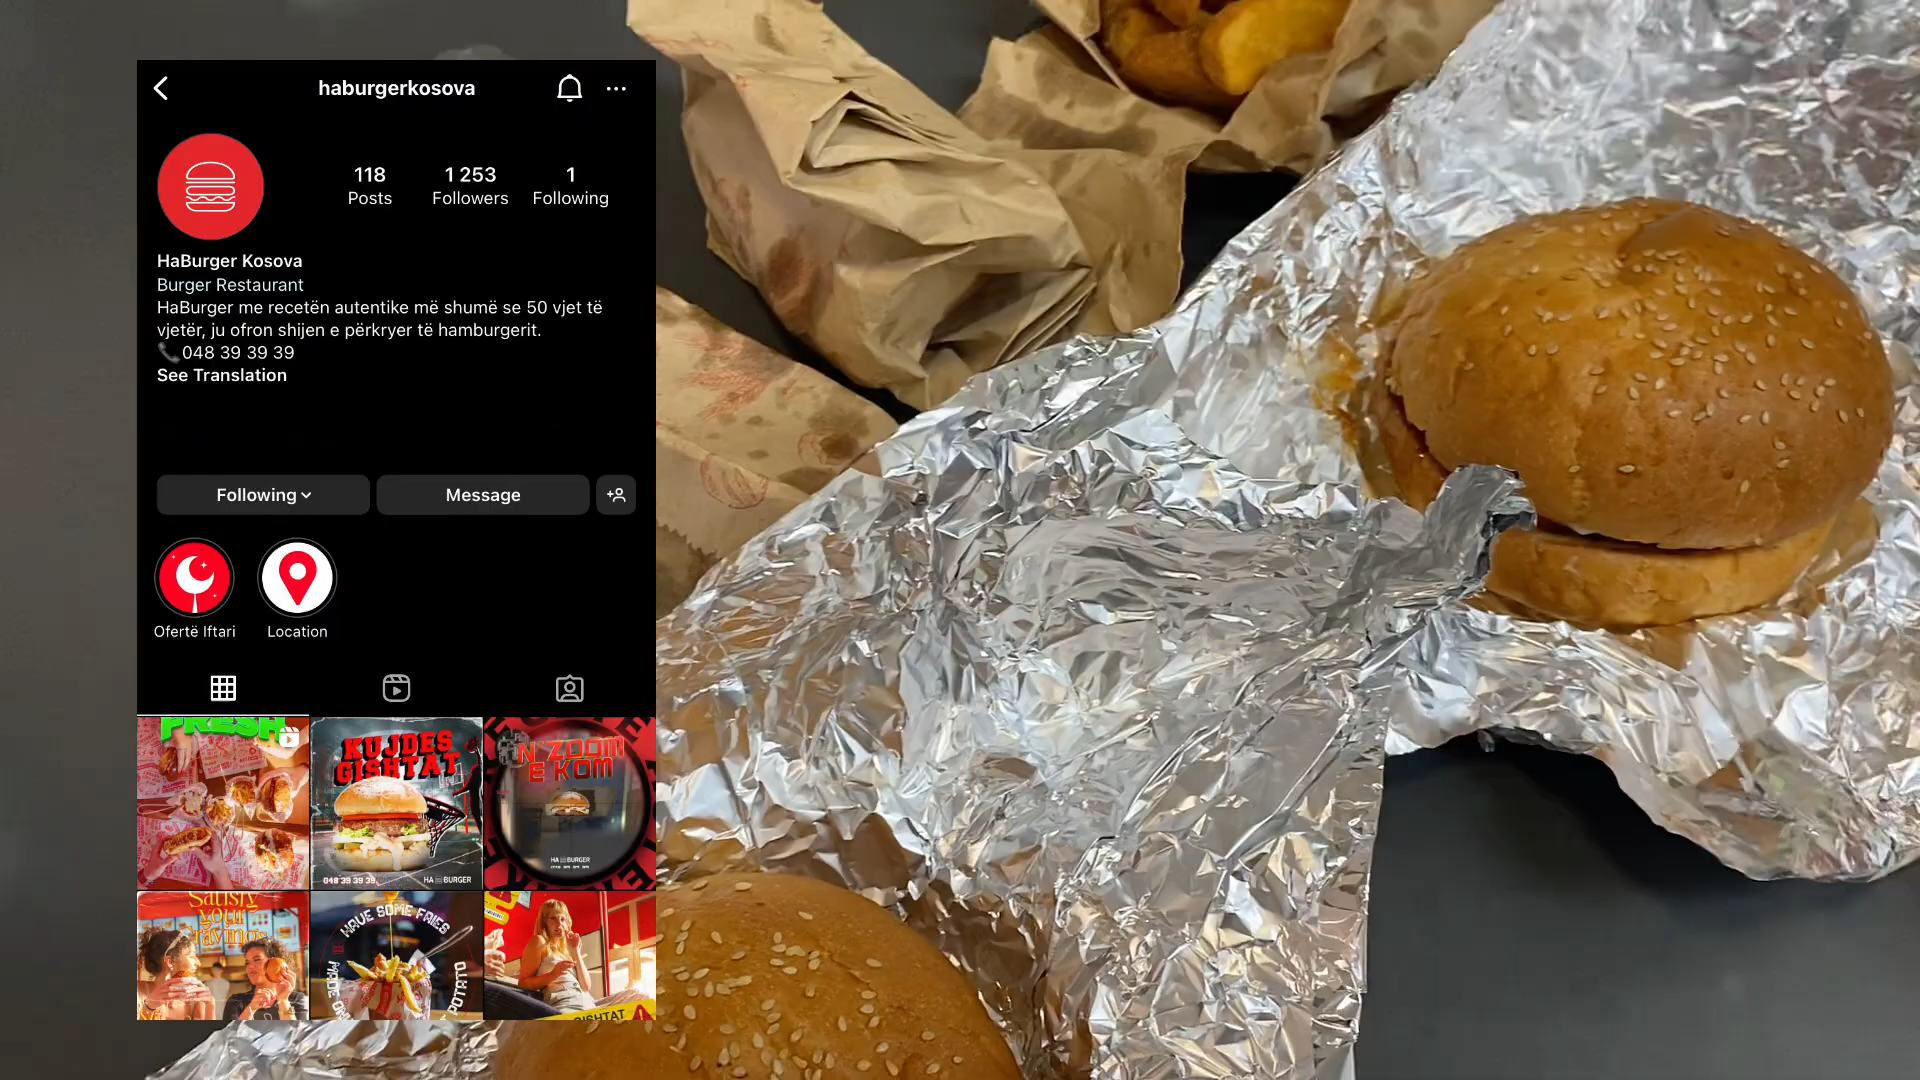 haburgerkosova
118
Posts
1 253
Followers
1
Following
HaBurger Kosova
Burger Restaurant
HaBurger me recetën autentike më shumë se 50 vjet të
vjetër, ju ofron shijen e përkryer të hamburgerit.
048 39 39 39
See Translation
Following
Message
Ofertë Iftari
Location
FRESH
KUJDES
GISHTAT
048 39 39 39
HA BURGER
N ZOOM
E KOM
HA BURGER
Satisfy
your
cravings
HAVE SOME FRIES
POTATO
GISHTAT